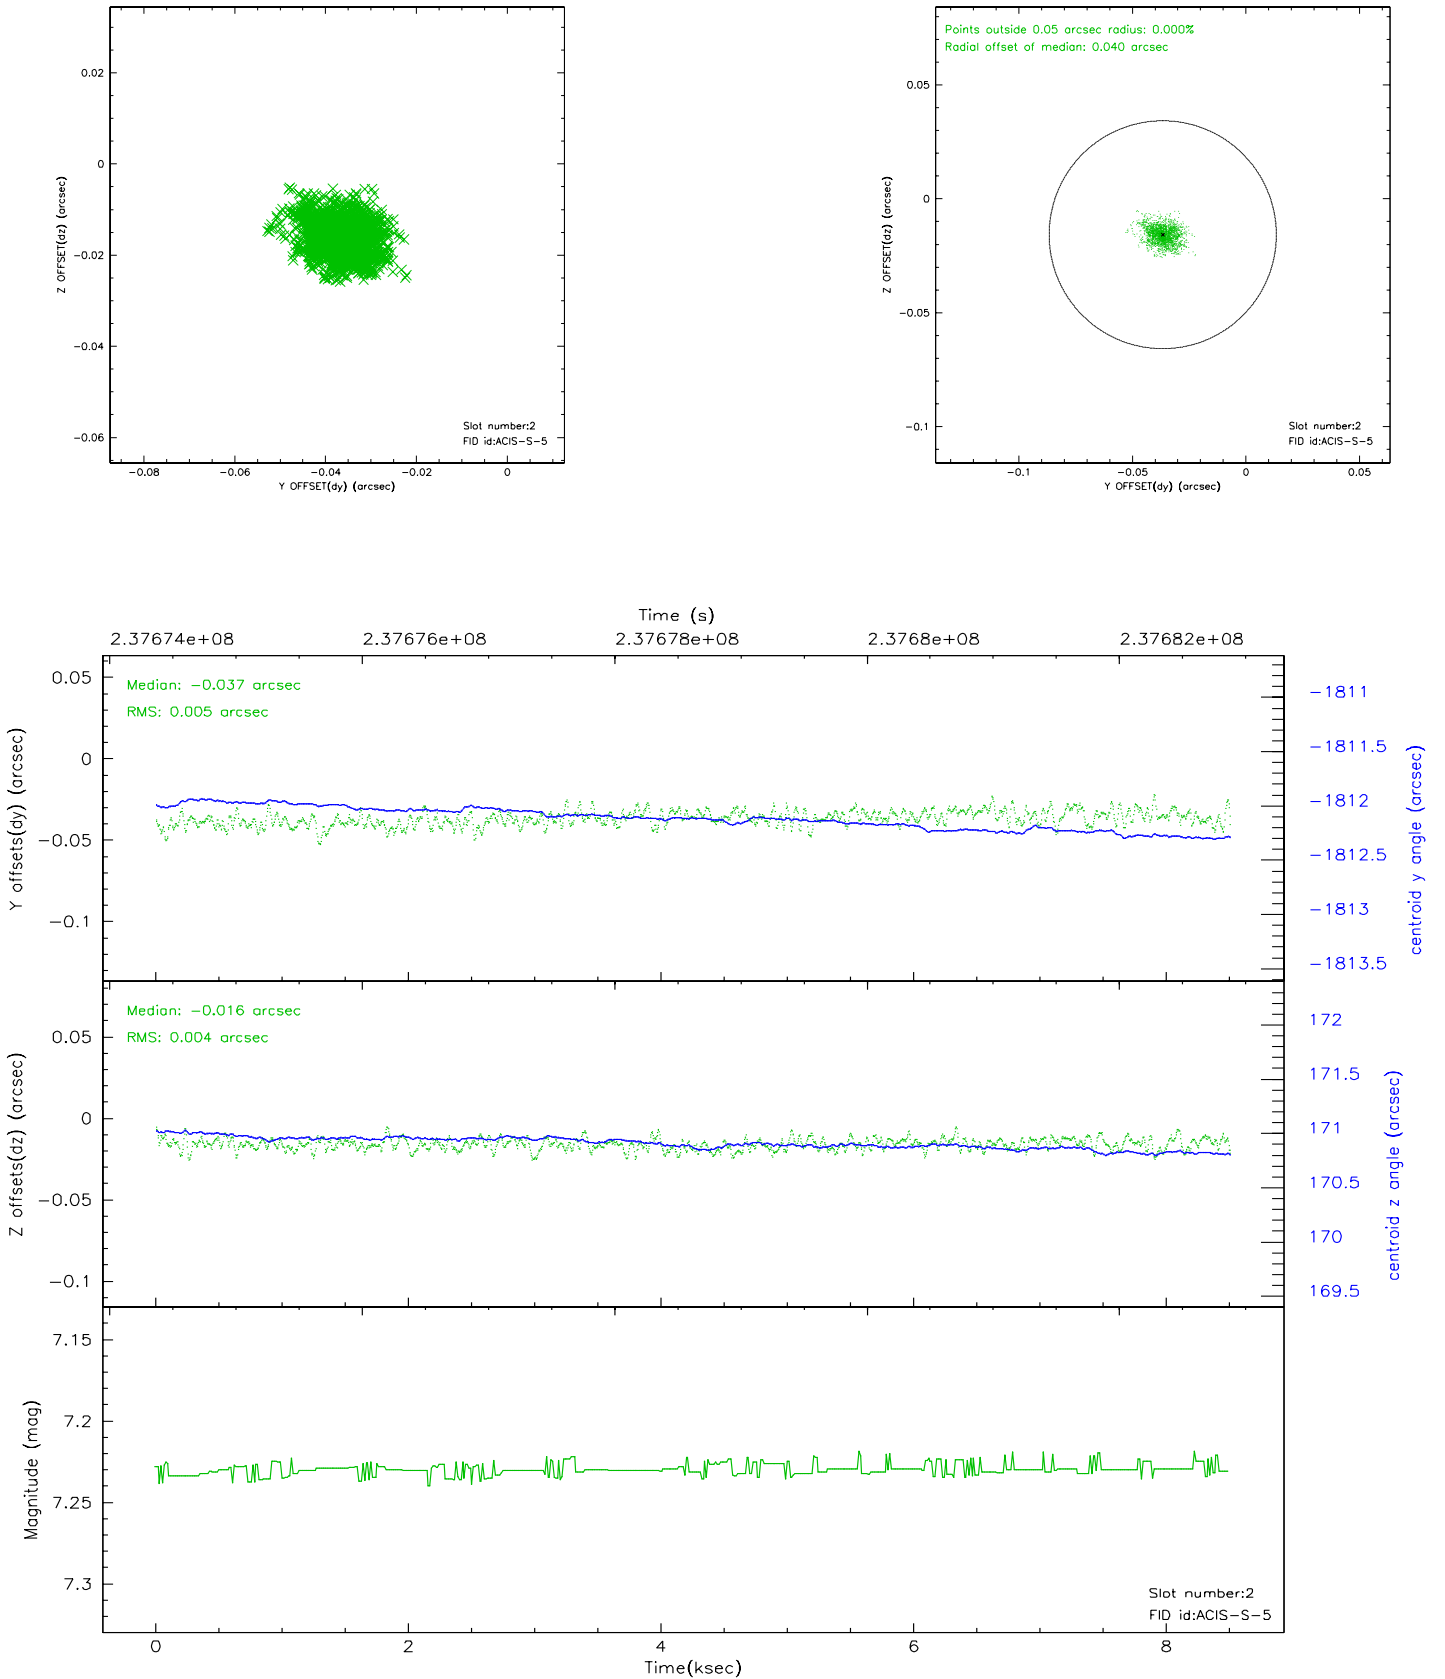 0.02
0
-0.02
-0.04
-0.06
Z OFFSET(dz) (arcsec)
Slot number:2
FID id:ACIS-S-5
-0.08
-0.06
-0.04
-0.02
0
Y OFFSET(dy) (arcsec)
Points outside 0.05 arcsec radius: 0.000%
Radial offset of median: 0.040 arcsec
0.05
0
-0.05
-0.1
Z OFFSET(dz) (arcsec)
Slot number:2
FID id:ACIS-S-5
-0.1
-0.05
0
0.05
Y OFFSET(dy) (arcsec)
Time (s)
2.37674e+08
2.37676e+08
2.37678e+08
2.3768e+08
2.37682e+08
Median: -0.037 arcsec
RMS: 0.005 arcsec
0.05
0
-0.05
-0.1
Y offsets(dy) (arcsec)
-1811
-1811.5
-1812
-1812.5
-1813
-1813.5
centroid y angle (arcsec)
Median: -0.016 arcsec
RMS: 0.004 arcsec
0.05
0
-0.05
-0.1
Z offsets(dz) (arcsec)
172
171.5
171
170.5
170
169.5
centroid z angle (arcsec)
7.15
7.2
7.25
7.3
Magnitude (mag)
Slot number:2
FID id:ACIS-S-5
0
2
4
6
8
Time(ksec)